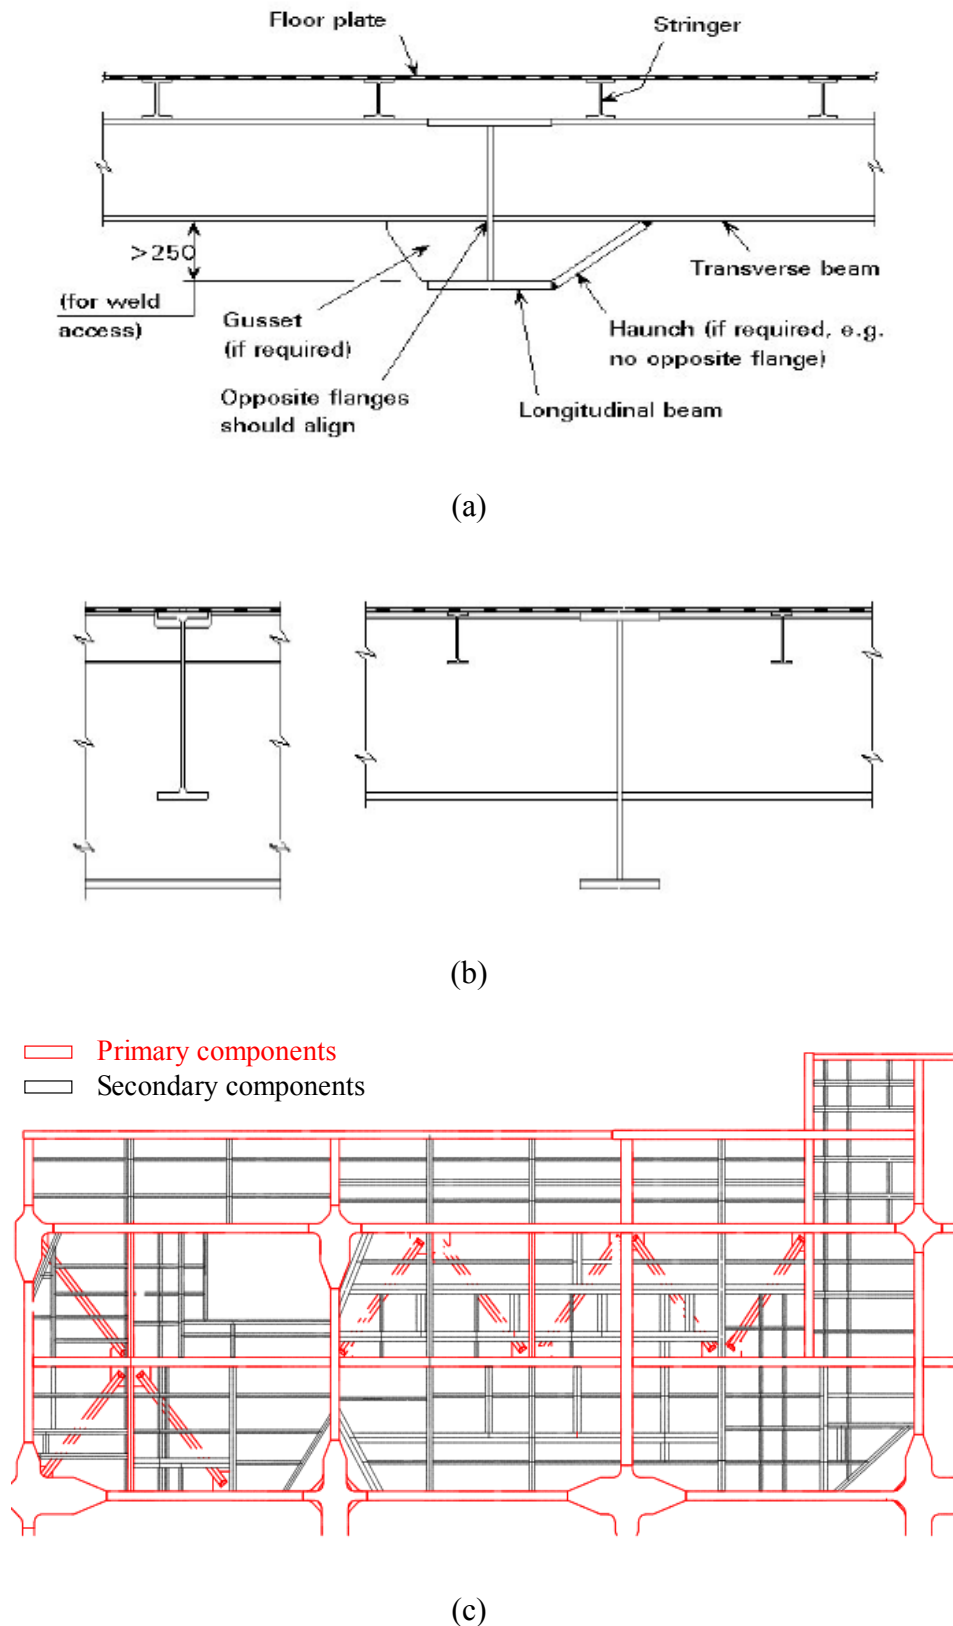 Floor plate
Stringer
>250
(for weld
access)
Gusset
(if required)
Opposite flanges
should align
Transverse beam
Haunch (if required, e.g.
no opposite flange)
Longitudinal beam
(a)
(b)
Primary components
Secondary components
(c)